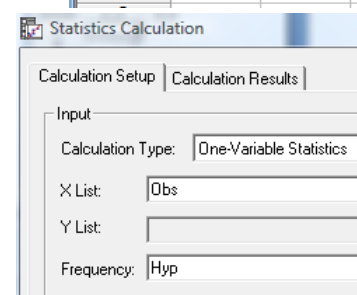 Statistics Calculation
Calculation Setup Calculation Results
Input
Calculation Type: One-Variable Statistics
X List: Obs
Y List:
Frequency: Hyp